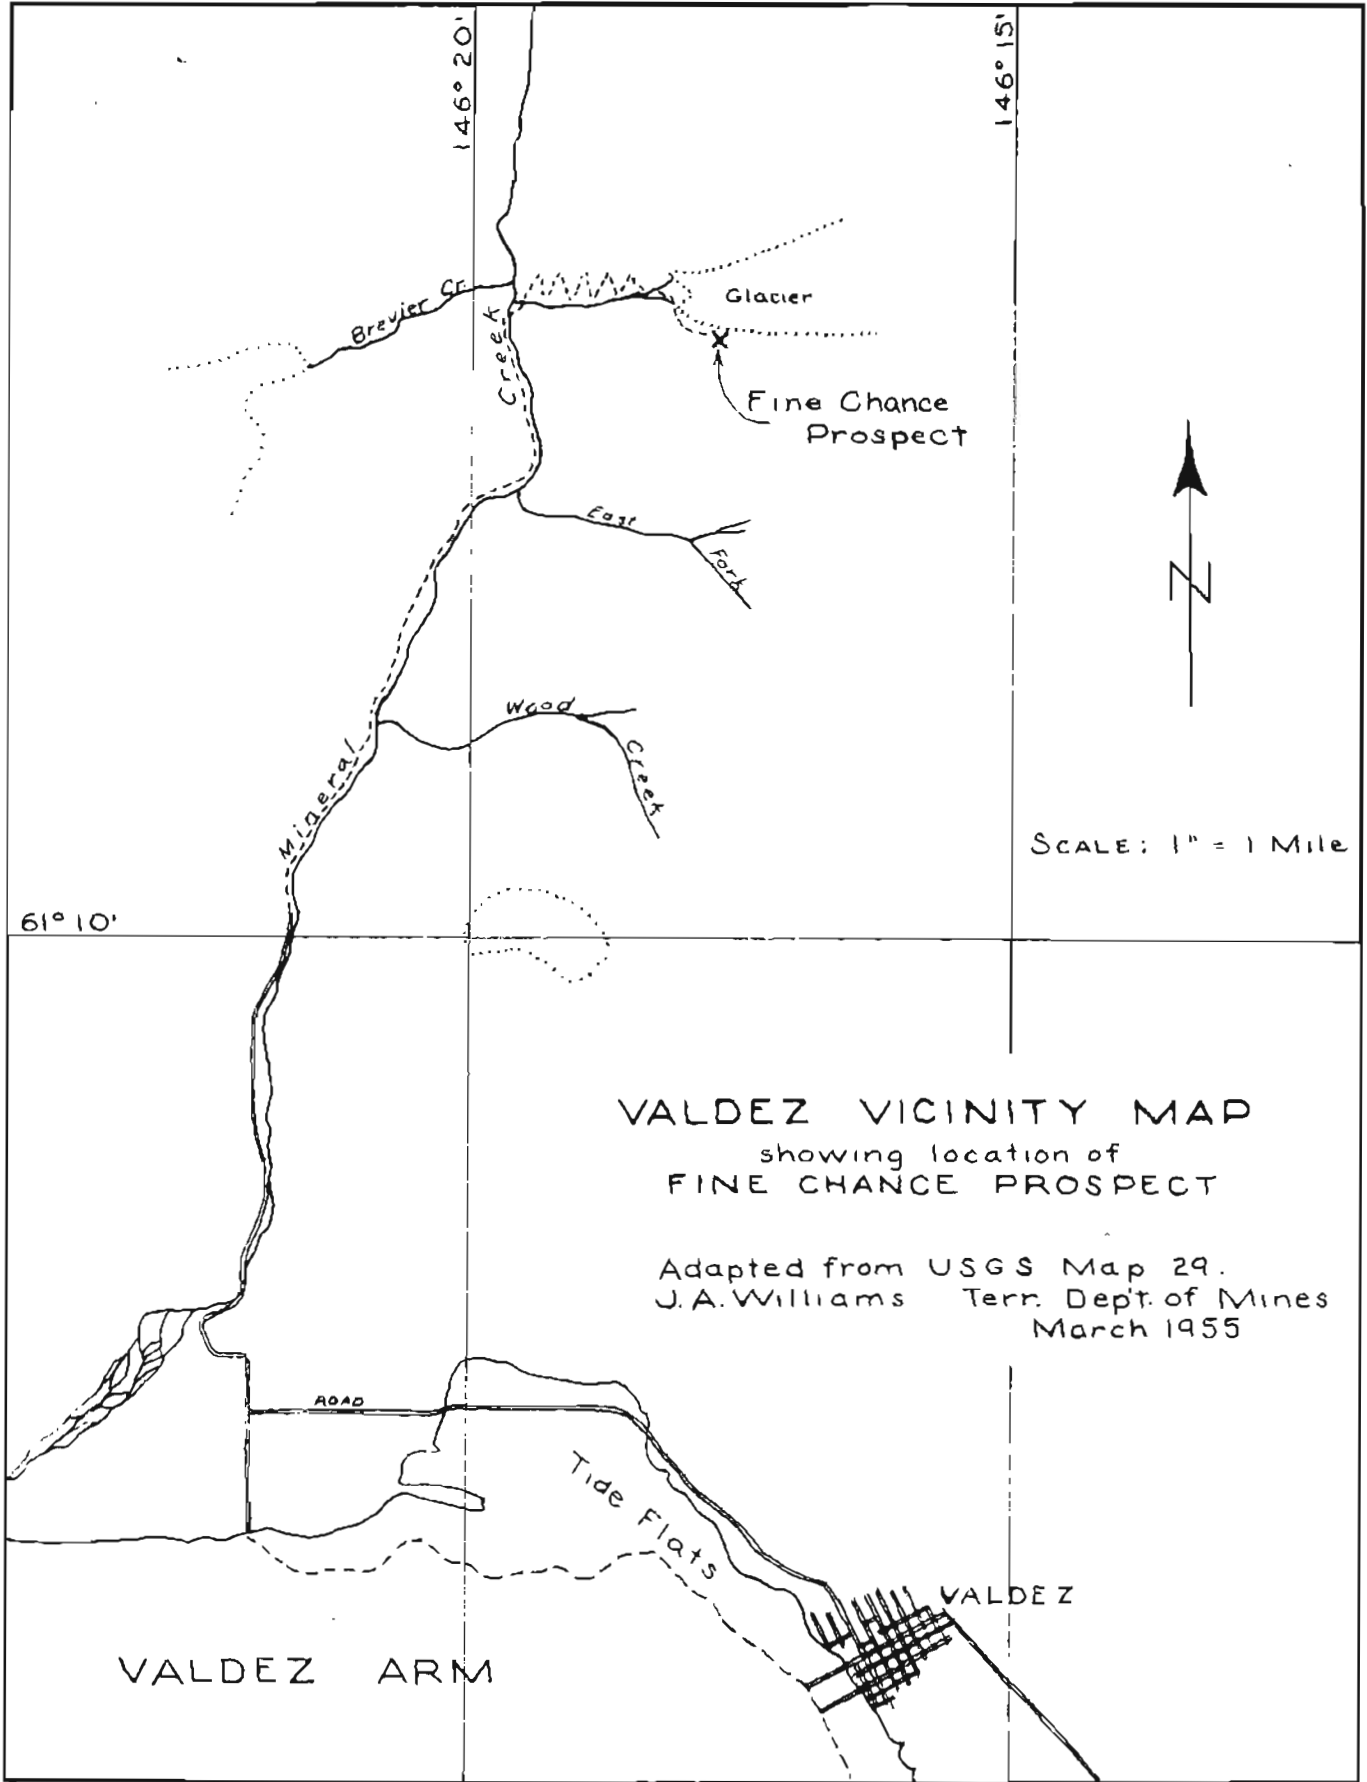 146° 20'
146° 15'
Brevier Cr.
Glacier
Creek
Fine Chance
Prospect
East
Fork
N
Wood
Creek
Mineral
SCALE: 1" = 1 Mile
61° 10'
VALDEZ VICINITY MAP
showing location of
FINE CHANCE PROSPECT
Adapted from USGS Map 29.
J.A. Williams Terr. Dep't. of Mines
March 1955
ROAD
Tide Flats
VALDEZ
VALDEZ ARM